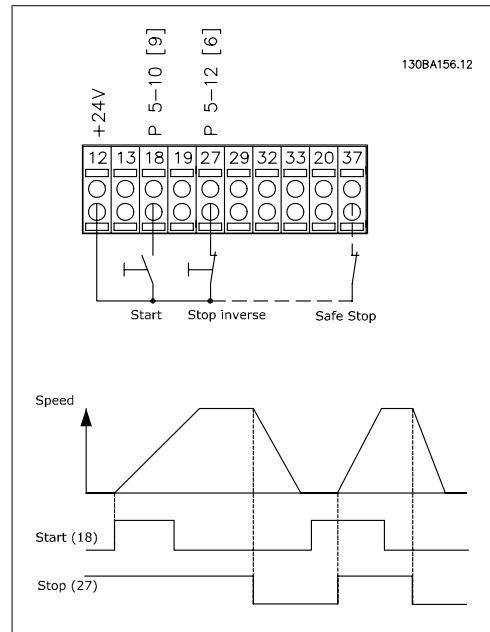 130BA156.12
+24V
P 5-10 [9]
P 5-12 [6]
12 13 18 19 27 29 32 33 20 37
Start Stop inverse Safe Stop
Speed
Start (18)
Stop (27)